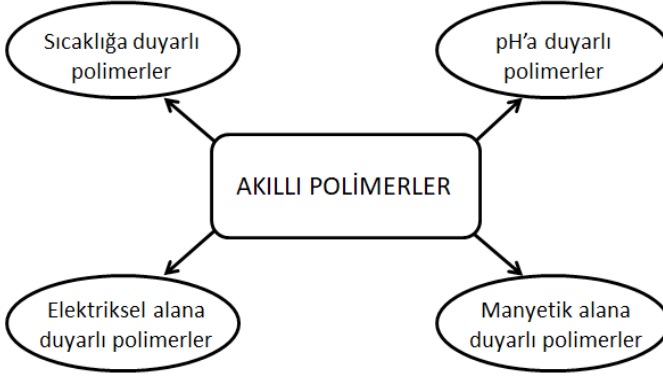 Sıcaklığa duyarlı
polimerler
pH'a duyarlı
polimerler
AKILLI POLİMERLER
Elektriksel alana
duyarlı polimerler
Manyetik alana
duyarlı polimerler